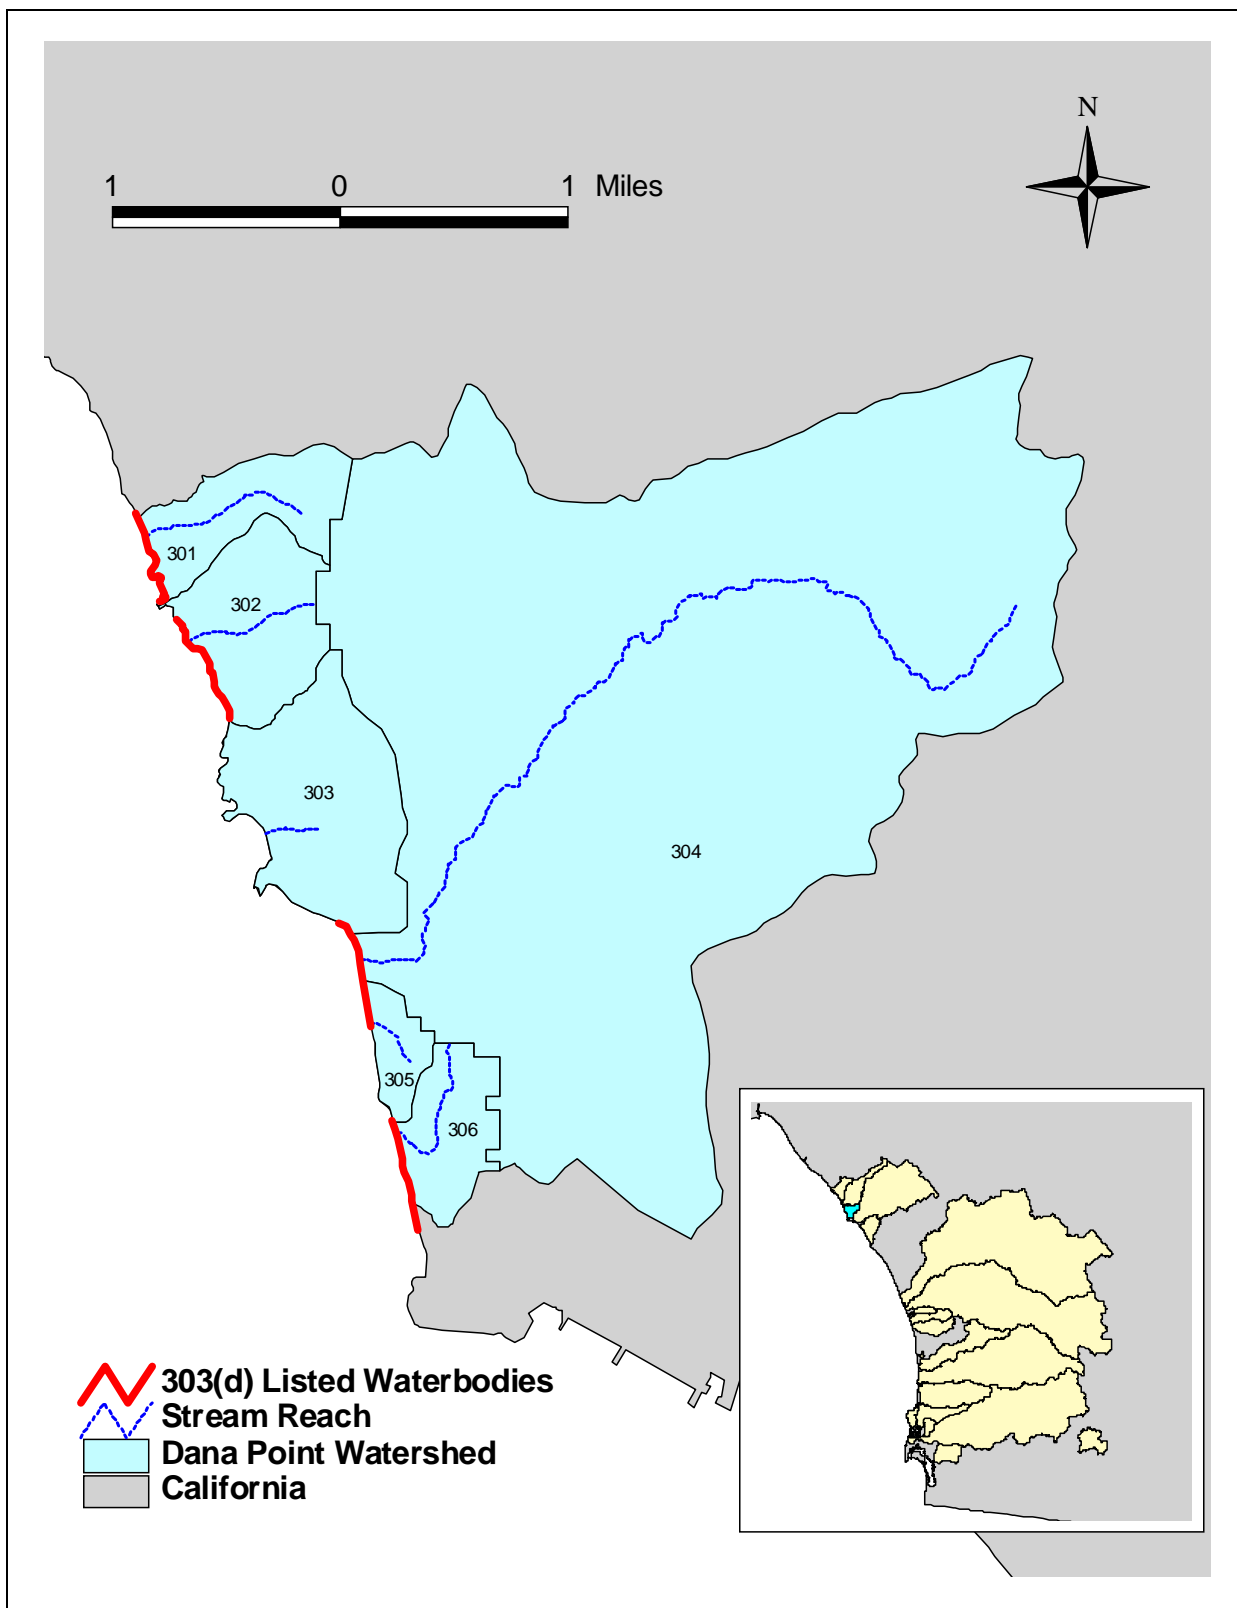 N
1 0 1 Miles
301
302
303
304
305
306
303(d) Listed Waterbodies
Stream Reach
Dana Point Watershed
California